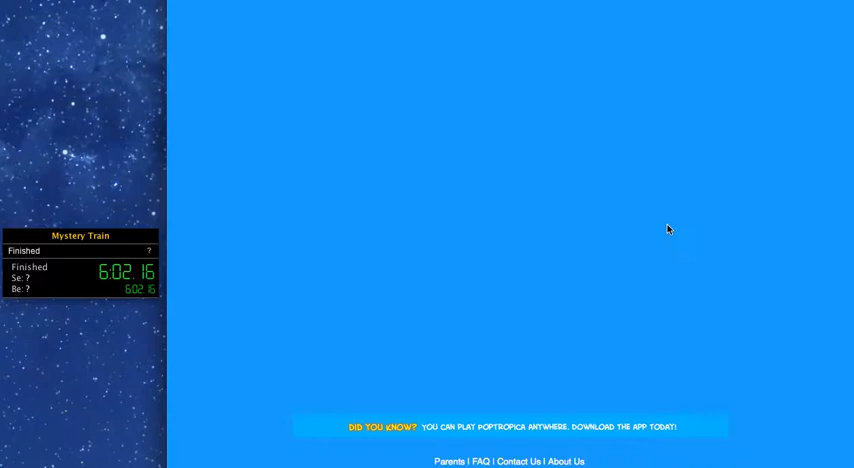 Mystery Train
Finished ?
Finished 6:02.16
Se: ?
Be: ? 6:02.16
DID YOU KNOW? YOU CAN PLAY POPTROPICA ANYWHERE. DOWNLOAD THE APP TODAY!
Parents | FAQ | Contact Us | About Us